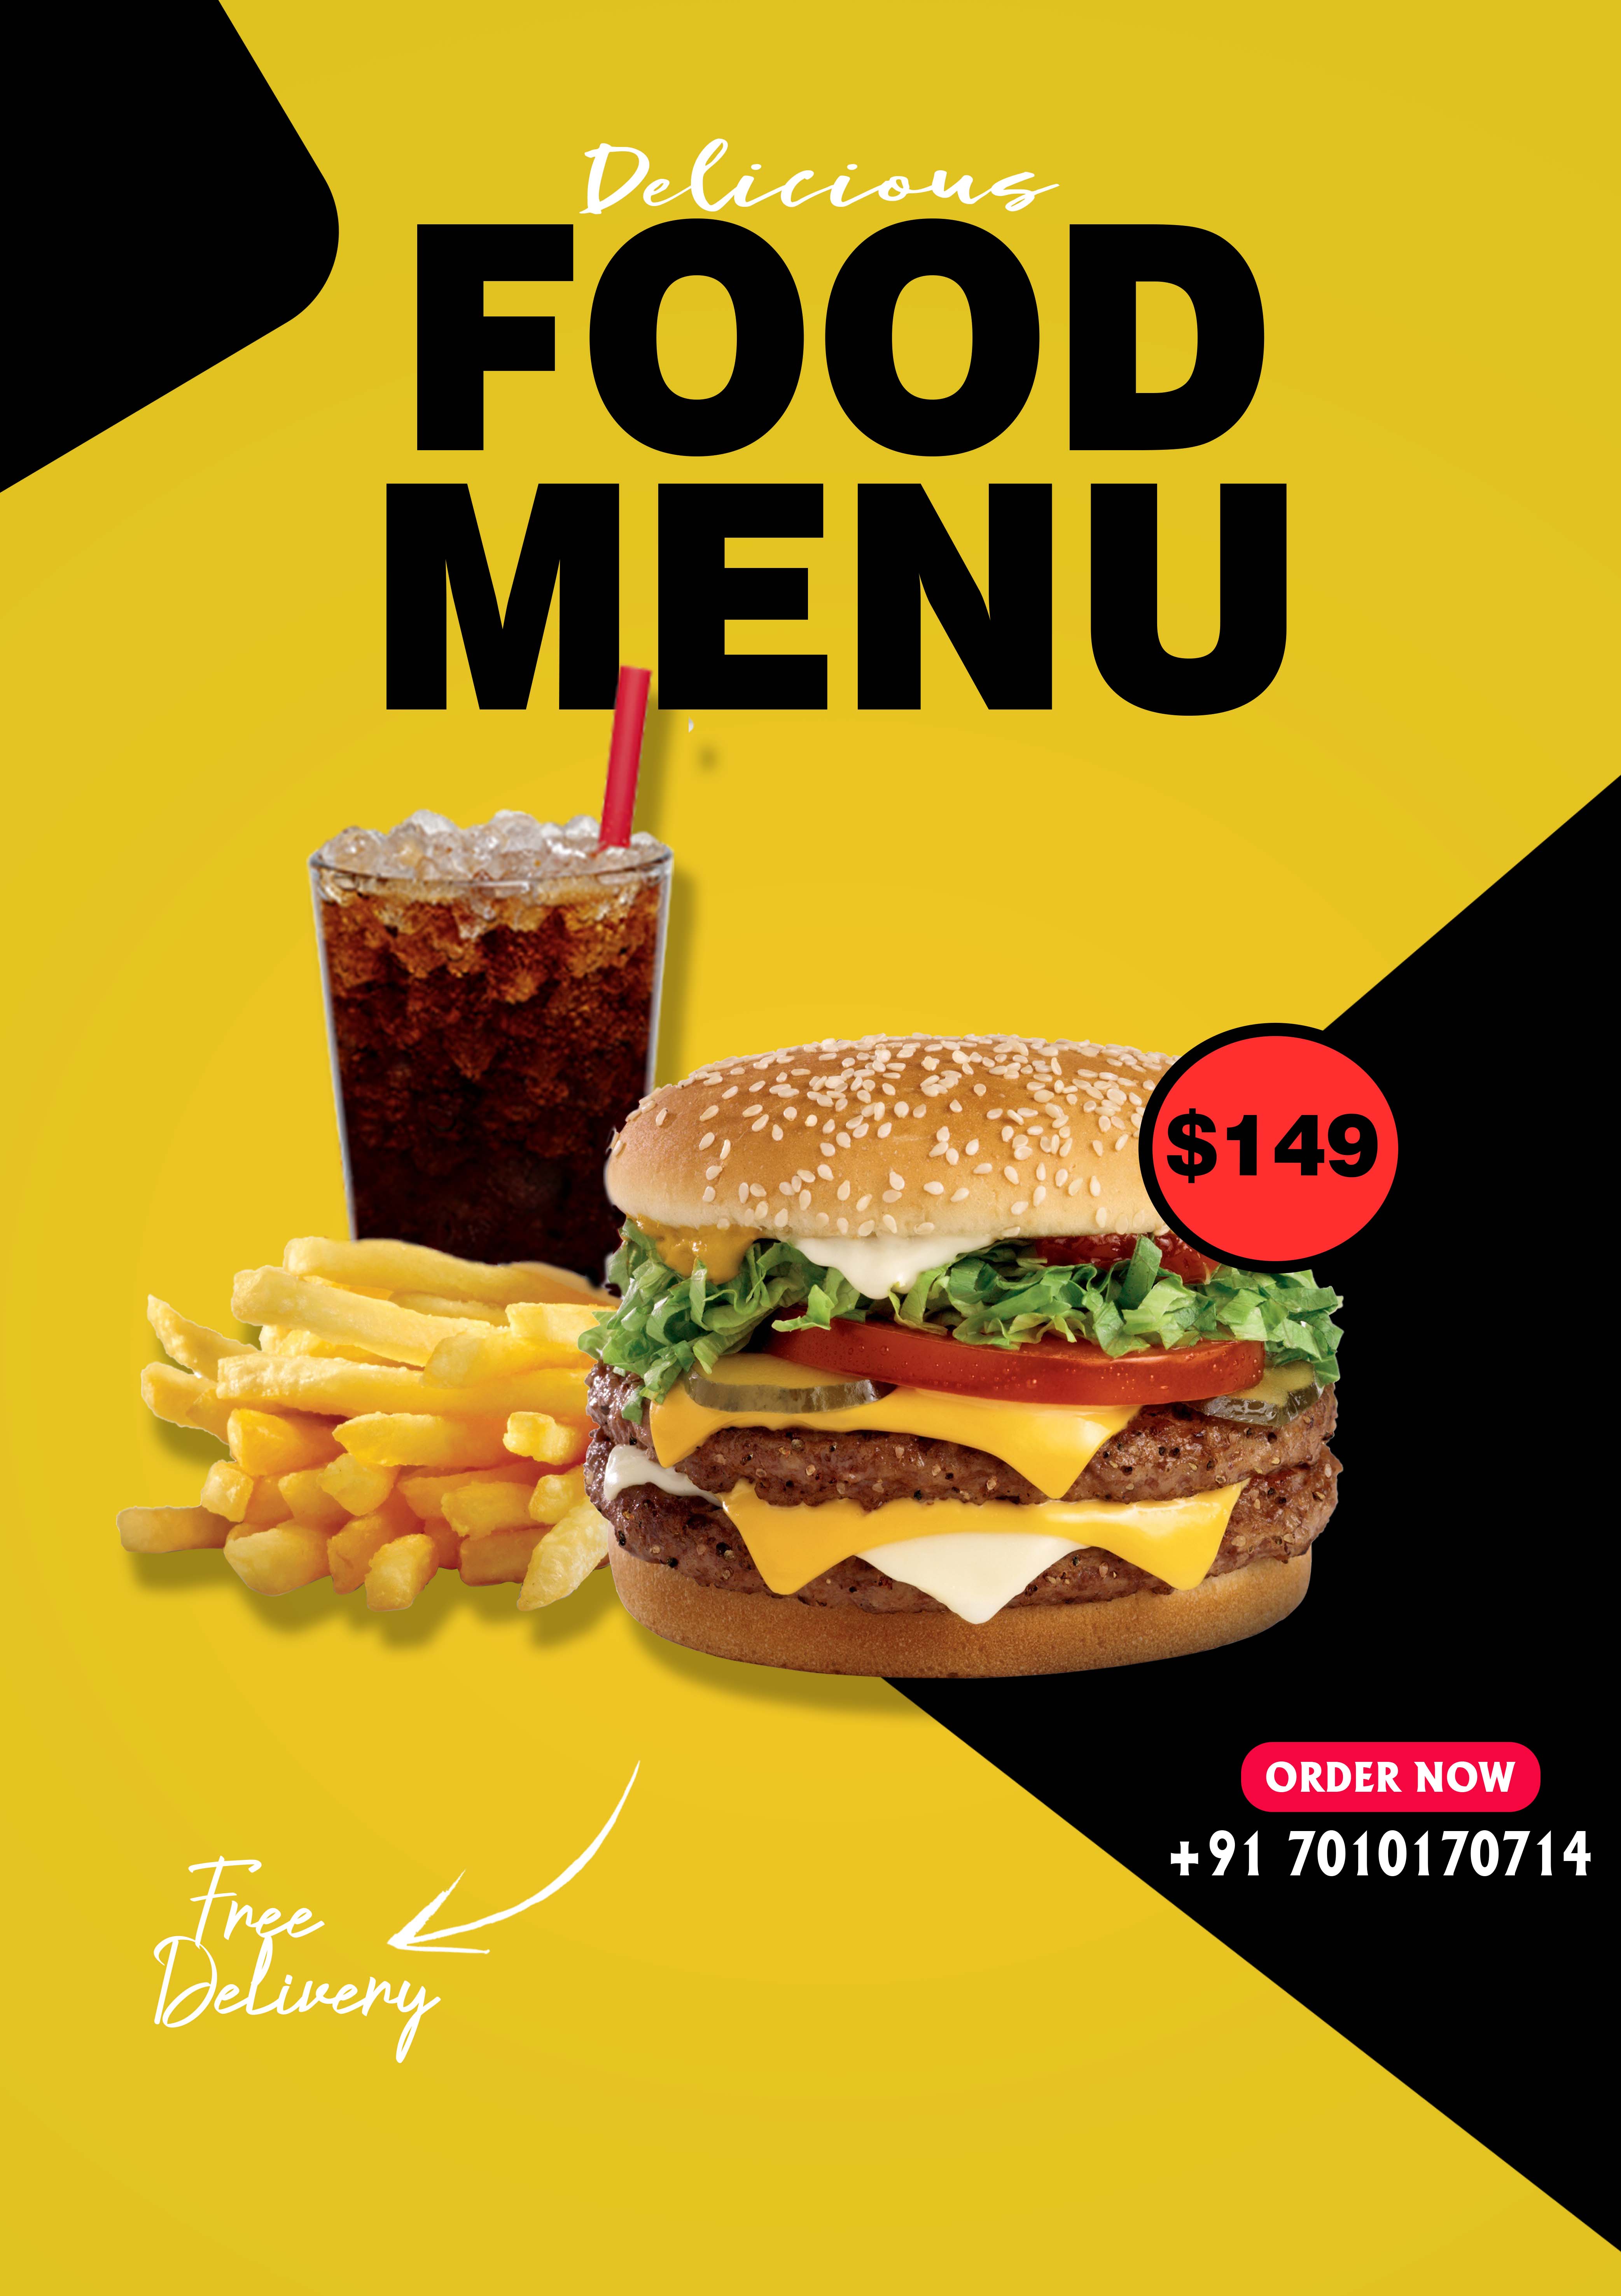 Delicious
FOOD
MENU
$149
ORDER NOW
+91 7010170714
Free
Delivery